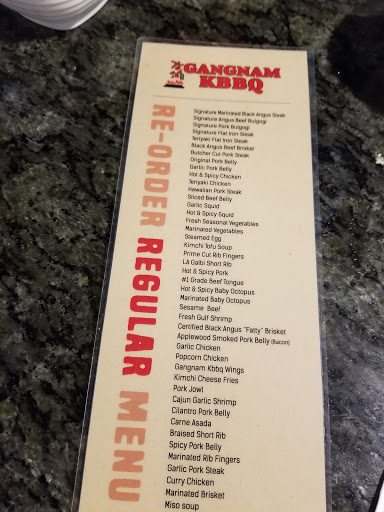 GANGNAM
KBBQ
RE-ORDER REGULAR MENU
Signature Marinated Black Angus Steak
Signature Angus Beef Bulgogi
Signature Pork Bulgogi
Signature Flat Iron Steak
Teriyaki Flat Iron Steak
Black Angus Beef Brisket
Butcher Cut Pork Steak
Original Pork Belly
Garlic Pork Belly
Hot & Spicy Chicken
Teriyaki Chicken
Hawaiian Pork Steak
Sliced Beef Belly
Garlic Squid
Hot & Spicy Squid
Fresh Seasonal Vegetables
Marinated Vegetables
Steamed Egg
Kimchi Tofu Soup
Prime Cut Rib Fingers
LA Galbi Short Rib
Hot & Spicy Pork
#1 Grade Beef Tongue
Hot & Spicy Baby Octopus
Marinated Baby Octopus
Sesame Beef
Fresh Gulf Shrimp
Certified Black Angus "Fatty" Brisket
Applewood Smoked Pork Belly (Bacon)
Garlic Chicken
Popcorn Chicken
Gangnam Kbbq Wings
Kimchi Cheese Fries
Pork Jowl
Cajun Garlic Shrimp
Cilantro Pork Belly
Carne Asada
Braised Short Rib
Spicy Pork Belly
Marinated Rib Fingers
Garlic Pork Steak
Curry Chicken
Marinated Brisket
Miso soup